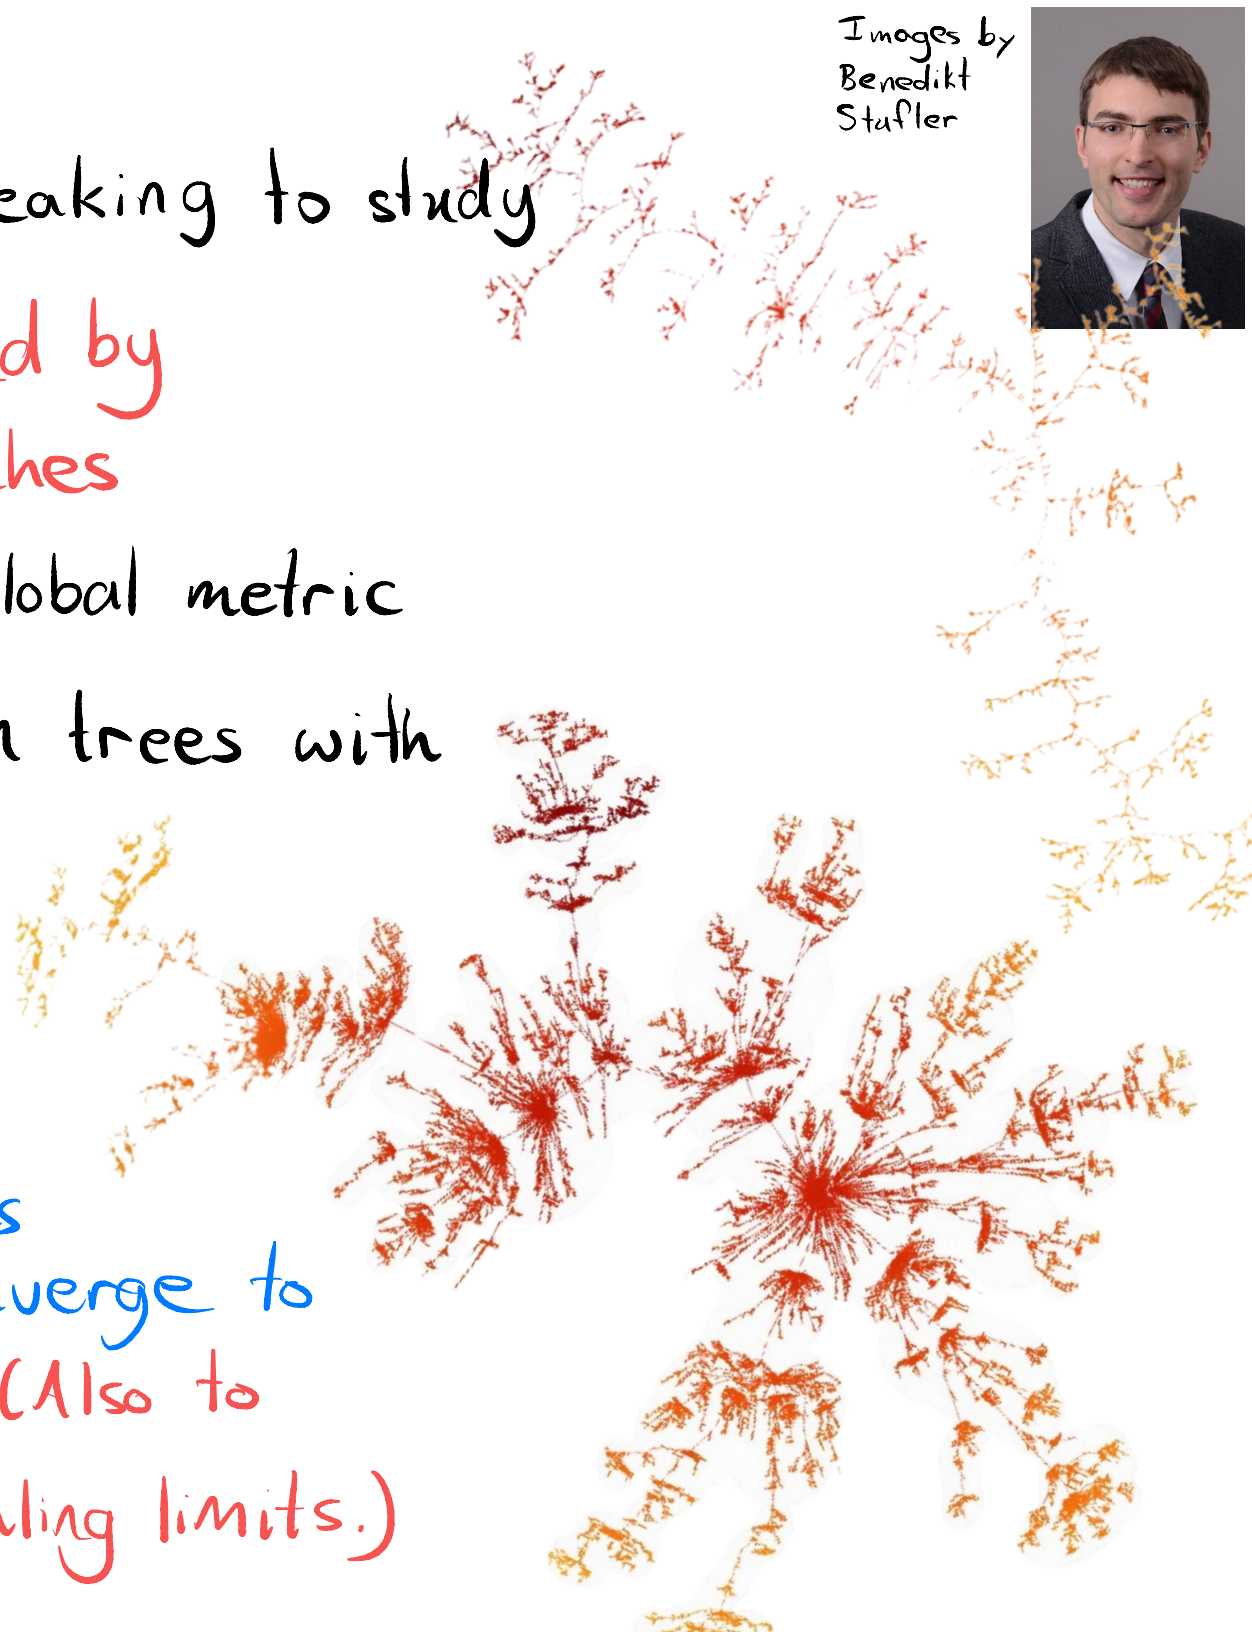 Images by
Benedikt
Stufler
eaking to study
d by
hes
lobal metric
n trees with
s
verge to
(Also to
ling limits.)